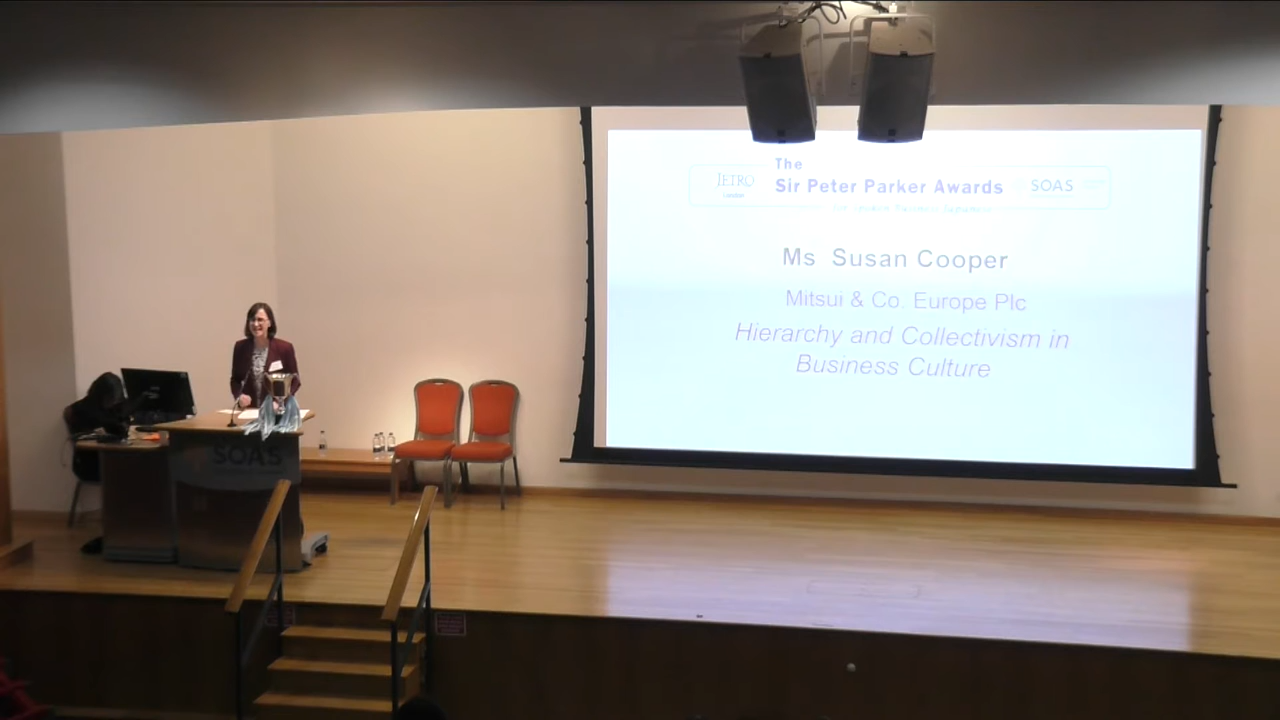 The
JETRO
London
Sir Peter Parker Awards
SOAS
Ms Susan Cooper
Mitsui & Co. Europe Plc
Hierarchy and Collectivism in
Business Culture
SOAS